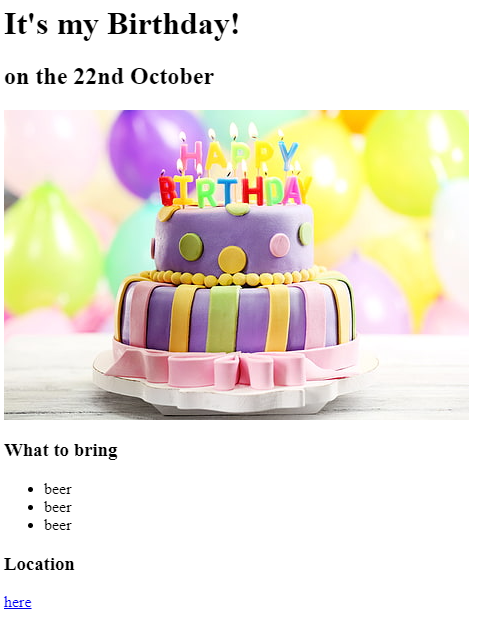 It's my Birthday!
on the 22nd October
HAPPY
BIRTHDAY
What to bring
beer
beer
beer
Location
here